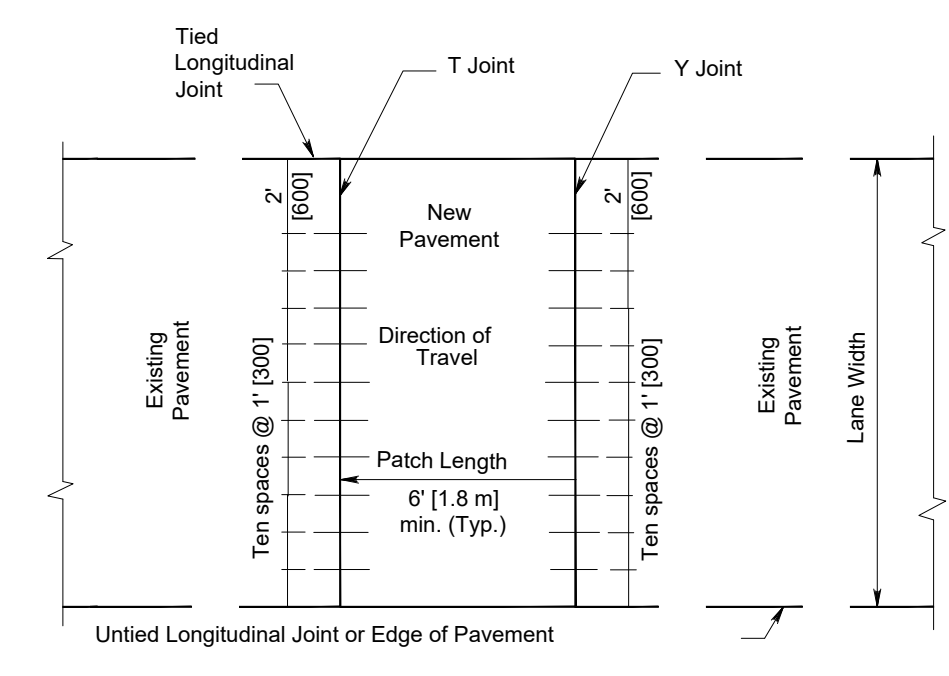 Tied
Longitudinal
Joint
T Joint
Y Joint
2'
[600]
2'
[600]
New
Pavement
Direction of
Travel
Existing
Pavement
Ten spaces @ 1' [300]
Ten spaces @ 1' [300]
Existing
Pavement
Lane Width
Patch Length
6' [1.8 m]
min. (Typ.)
Untied Longitudinal Joint or Edge of Pavement